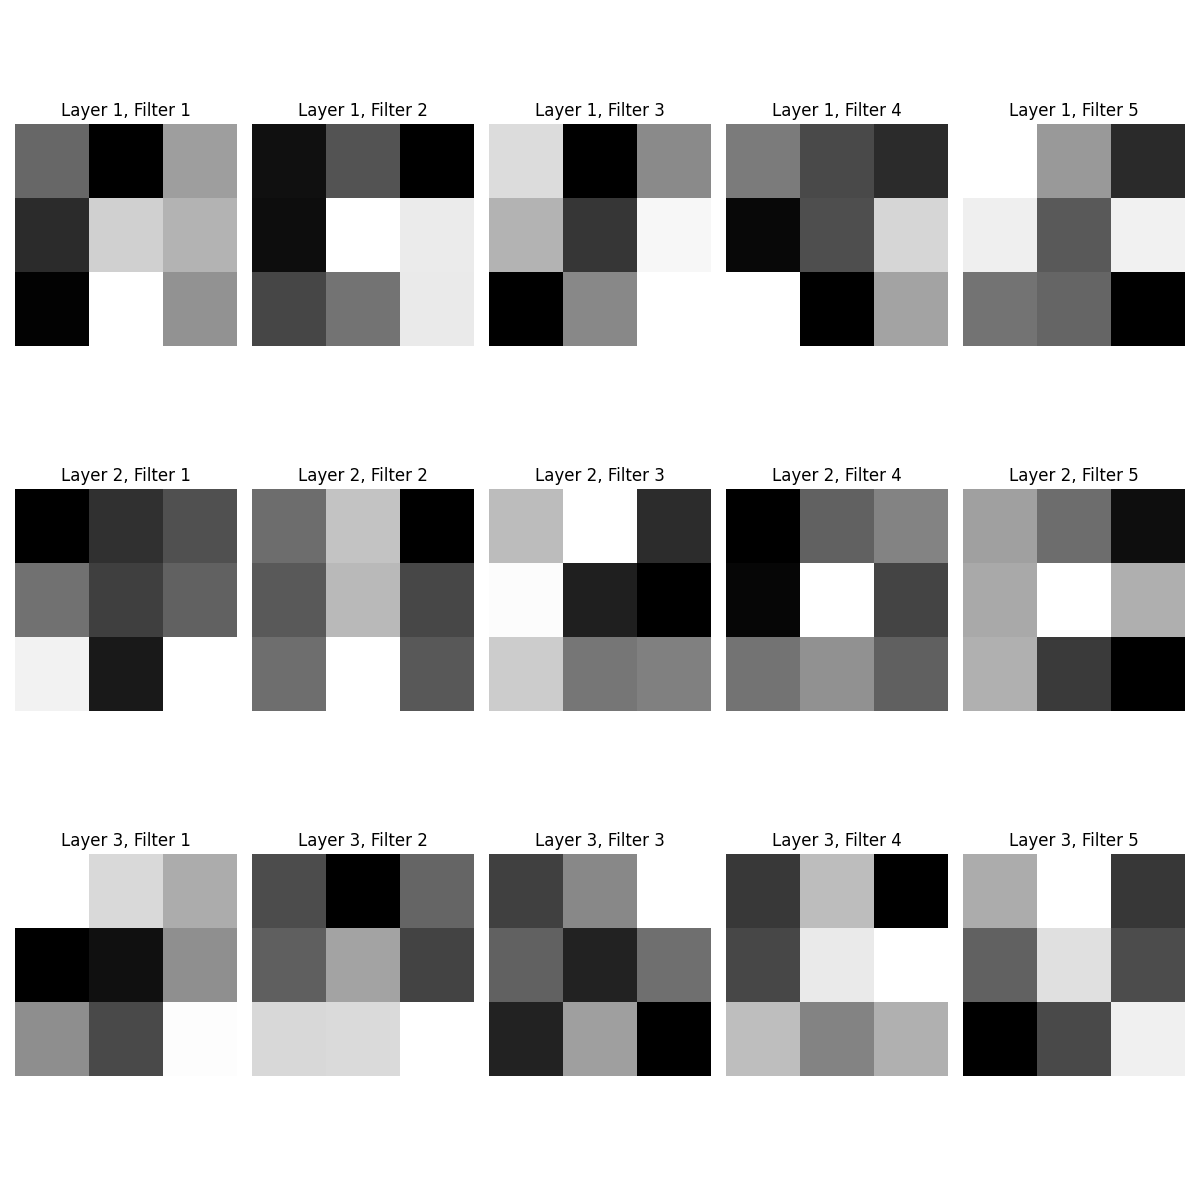 Layer 1, Filter 1
Layer 1, Filter 2
Layer 1, Filter 3
Layer 1, Filter 4
Layer 1, Filter 5
Layer 2, Filter 1
Layer 2, Filter 2
Layer 2, Filter 3
Layer 2, Filter 4
Layer 2, Filter 5
Layer 3, Filter 1
Layer 3, Filter 2
Layer 3, Filter 3
Layer 3, Filter 4
Layer 3, Filter 5